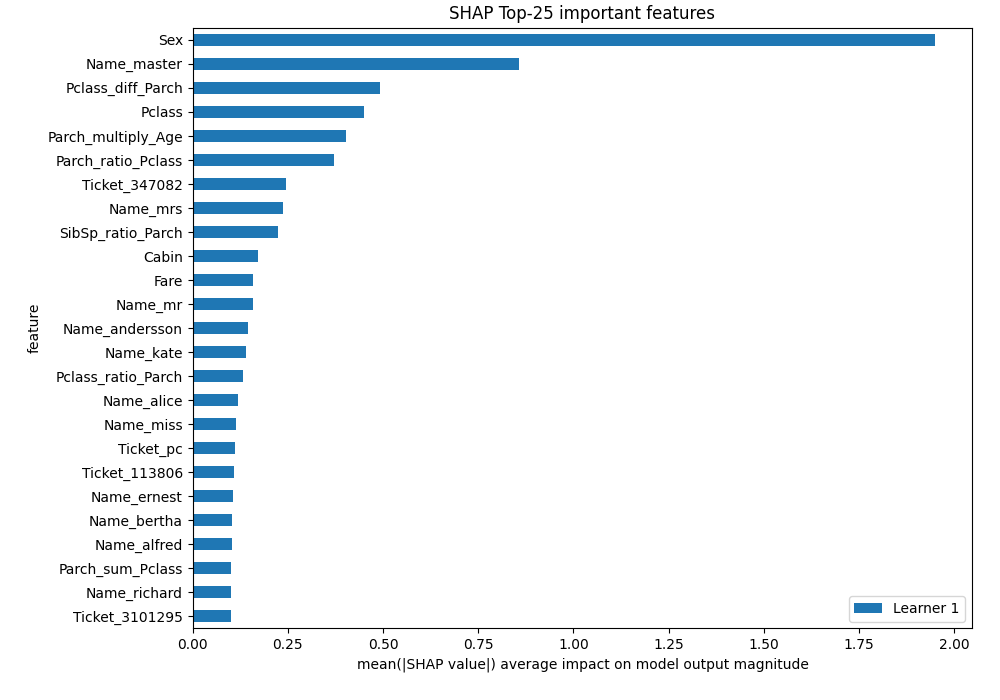 SHAP Top-25 important features
Sex
Name_master
Pclass_diff_Parch
Pclass
Parch_multiply_Age
Parch_ratio_Pclass
Ticket_347082
Name_mrs
SibSp_ratio_Parch
Cabin
Fare
Name_mr
Name_andersson
Name_kate
Pclass_ratio_Parch
Name_alice
Name_miss
Ticket_pc
Ticket_113806
Name_ernest
Name_bertha
Name_alfred
Parch_sum_Pclass
Name_richard
Ticket_3101295
feature
Learner 1
0.00 0.25 0.50 0.75 1.00 1.25 1.50 1.75 2.00
mean(|SHAP value|) average impact on model output magnitude